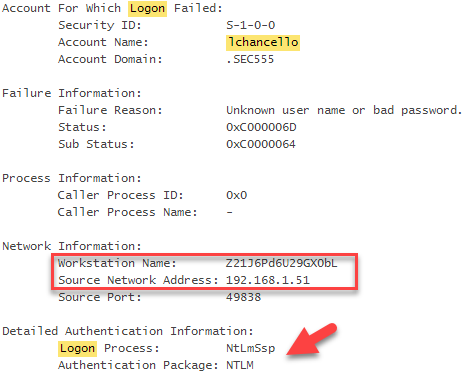 Account For Which Logon Failed:
Security ID: S-1-0-0
Account Name: lchancello
Account Domain: .SEC555
Failure Information:
Failure Reason: Unknown user name or bad password.
Status: 0xC000006D
Sub Status: 0xC0000064
Process Information:
Caller Process ID: 0x0
Caller Process Name: -
Network Information:
Workstation Name: Z21J6Pd6U29GXObL
Source Network Address: 192.168.1.51
Source Port: 49838
Detailed Authentication Information:
Logon Process: NtLmSsp
Authentication Package: NTLM